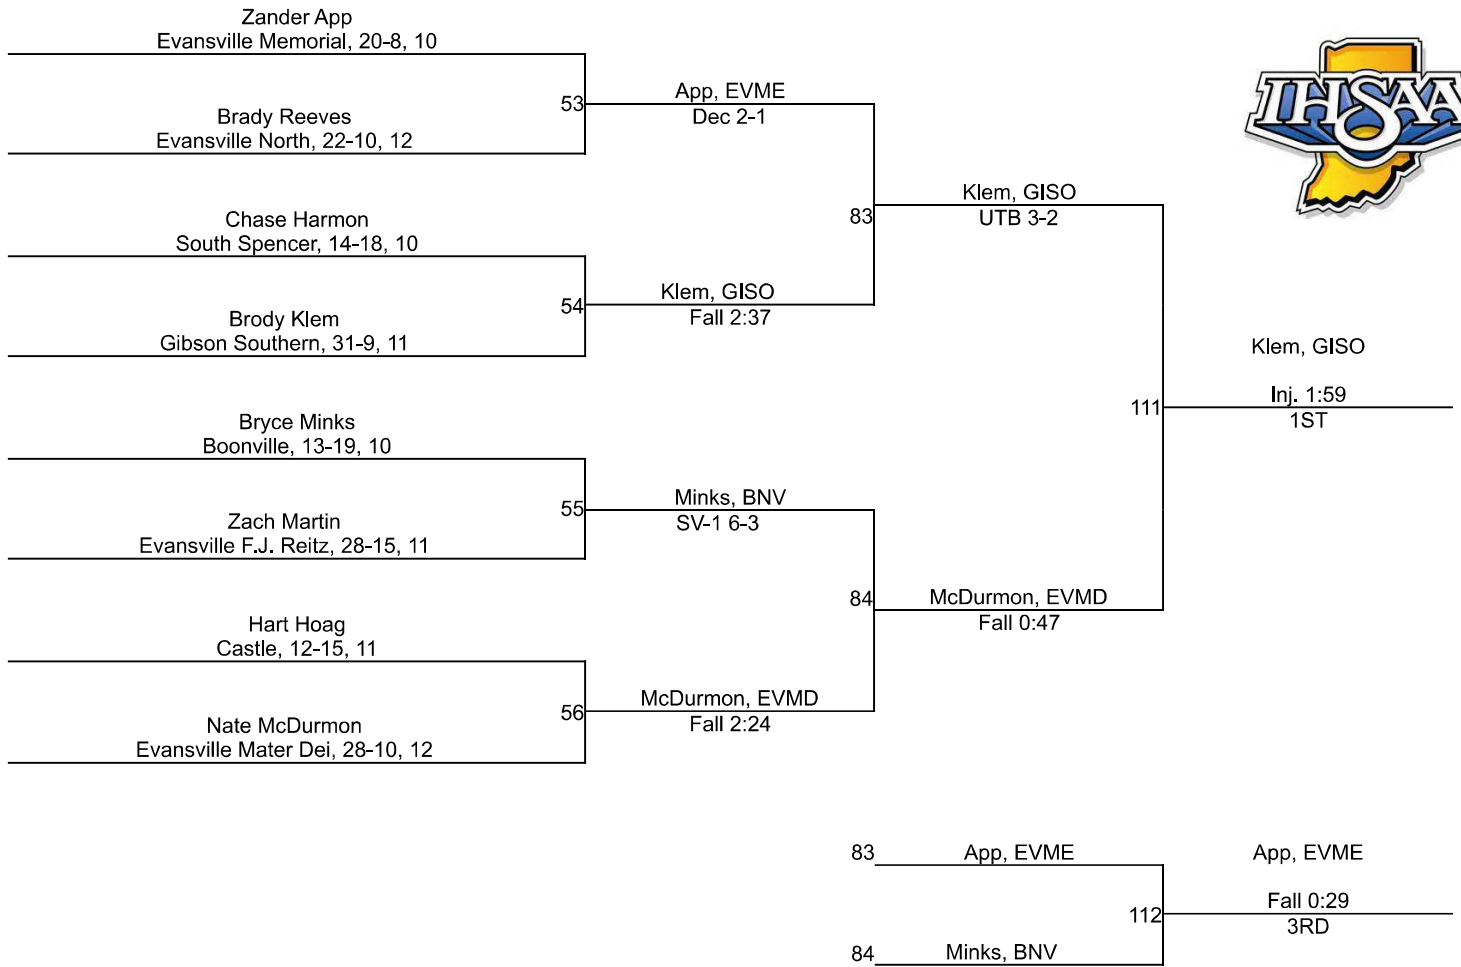 Zander App
Evansville Memorial, 20-8, 10
53
App, EVME
Dec 2-1
Brady Reeves
Evansville North, 22-10, 12
IHSAA
83
Klem, GISO
UTB 3-2
Chase Harmon
South Spencer, 14-18, 10
54
Klem, GISO
Fall 2:37
Brody Klem
Gibson Southern, 31-9, 11
111
Klem, GISO
Inj. 1:59
1ST
Bryce Minks
Boonville, 13-19, 10
55
Minks, BNV
SV-1 6-3
Zach Martin
Evansville F.J. Reitz, 28-15, 11
84
McDurmon, EVMD
Fall 0:47
Hart Hoag
Castle, 12-15, 11
56
McDurmon, EVMD
Fall 2:24
Nate McDurmon
Evansville Mater Dei, 28-10, 12
83
App, EVME
112
App, EVME
Fall 0:29
3RD
84
Minks, BNV